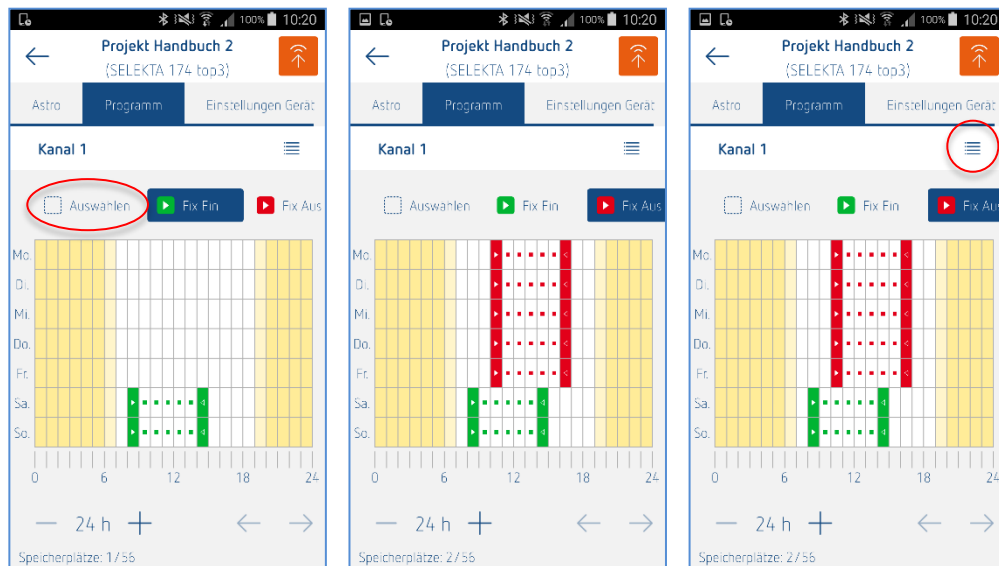 100% 10:20
Projekt Handbuch 2
(SELEKTA 174 top3)
Astro Programm Einstellungen Gerät
Kanal 1
Auswählen Fix Ein Fix Aus
Mo.
Di.
Mi.
Do.
Fr.
Sa.
So.
0 6 12 18 24
24 h
Speicherplätze: 1/56
100% 10:20
Projekt Handbuch 2
(SELEKTA 174 top3)
Astro Programm Einstellungen Gerät
Kanal 1
Auswählen Fix Ein Fix Aus
Mo.
Di.
Mi.
Do.
Fr.
Sa.
So.
0 6 12 18 24
24 h
Speicherplätze: 2/56
100% 10:20
Projekt Handbuch 2
(SELEKTA 174 top3)
Astro Programm Einstellungen Gerät
Kanal 1
Auswählen Fix Ein Fix Aus
Mo.
Di.
Mi.
Do.
Fr.
Sa.
So.
0 6 12 18 24
24 h
Speicherplätze: 2/56